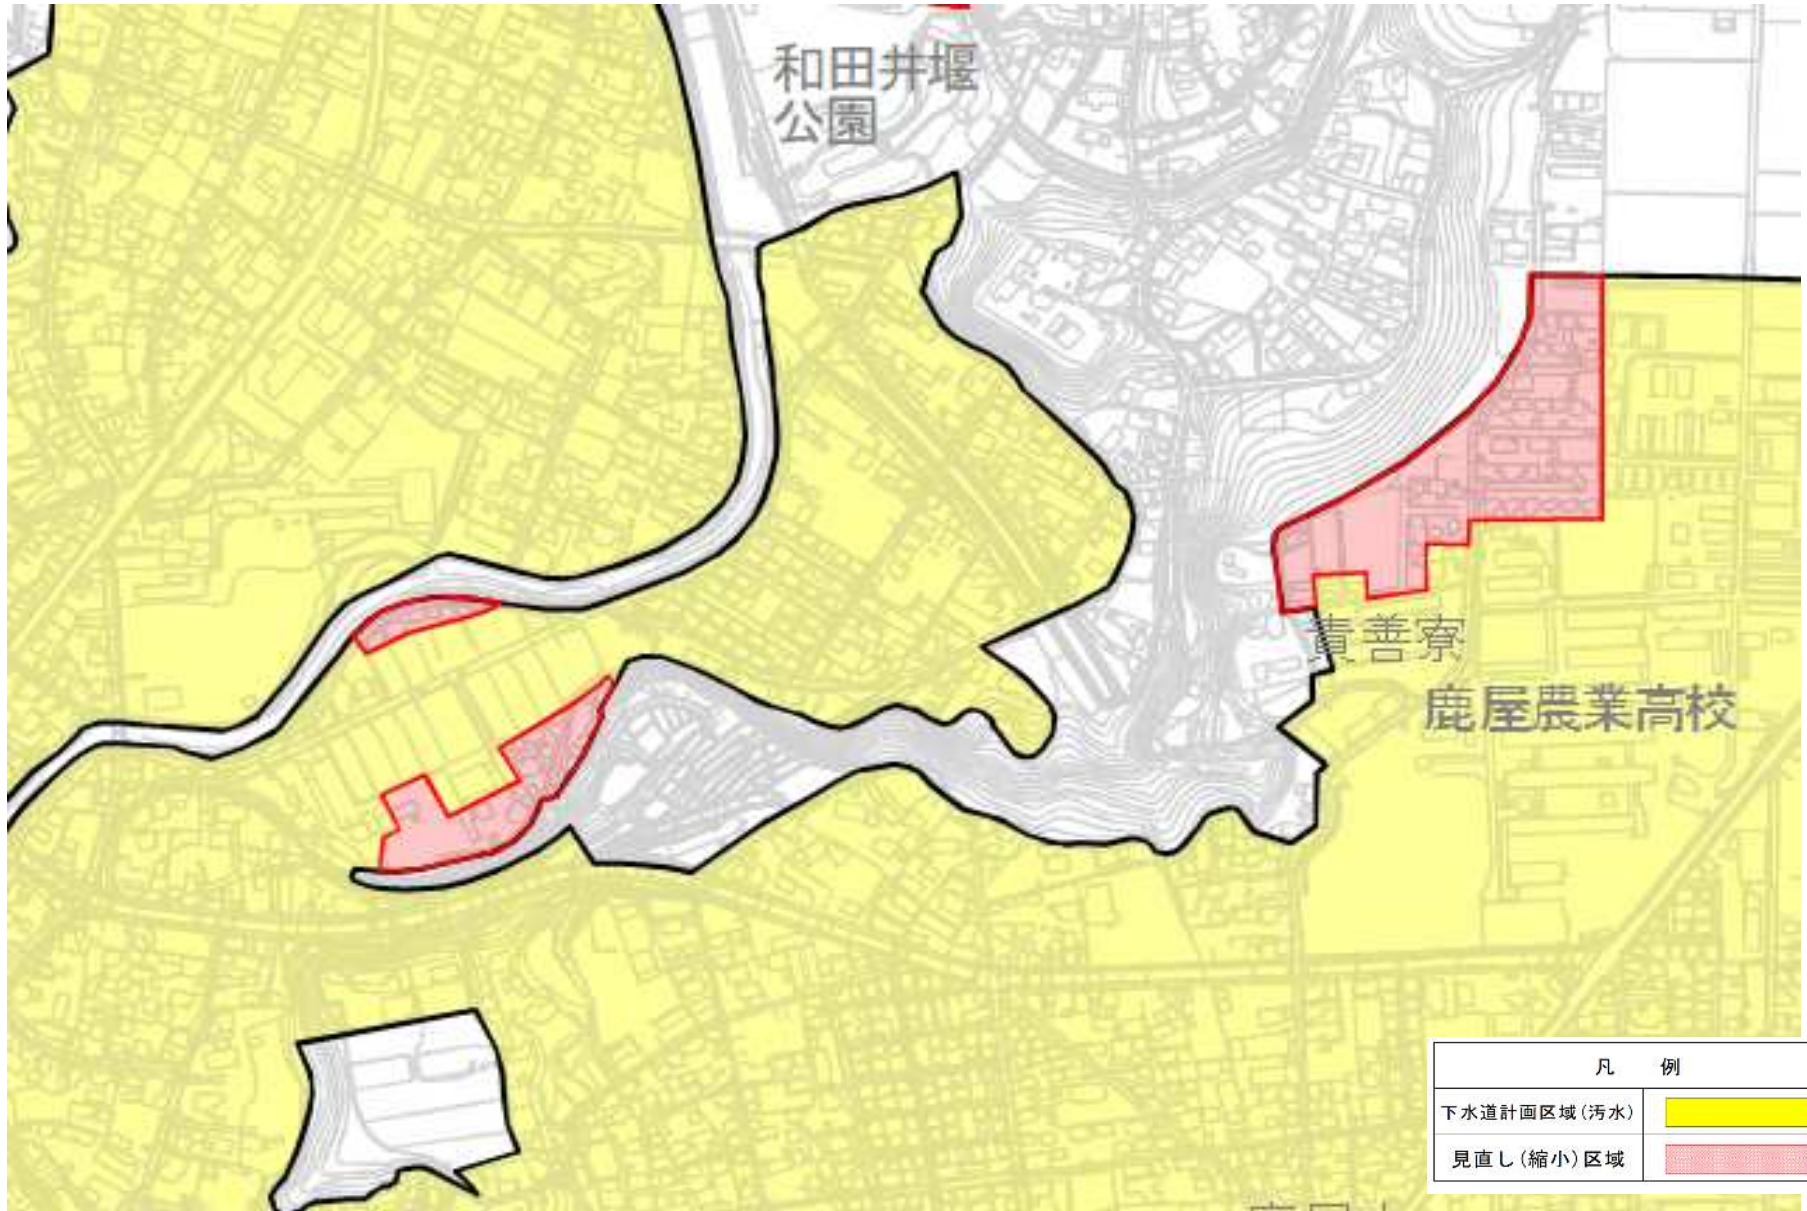 和田井堰
公園
責善寮
鹿屋農業高校
凡 例
下水道計画区域(汚水)
見直し(縮小)区域